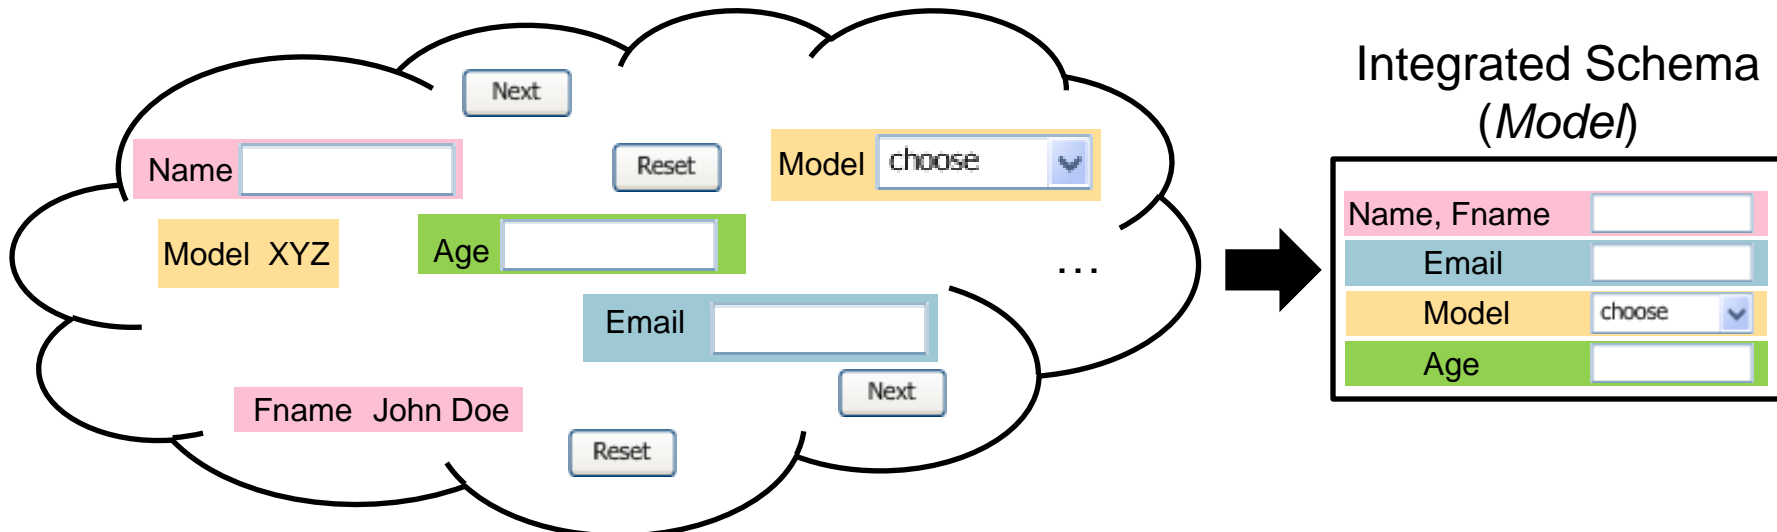 Next
Name
Reset
Model choose
Model XYZ
Age
...
Email
Next
Fname John Doe
Reset
Integrated Schema
(Model)
Name, Fname
Email
Model choose
Age